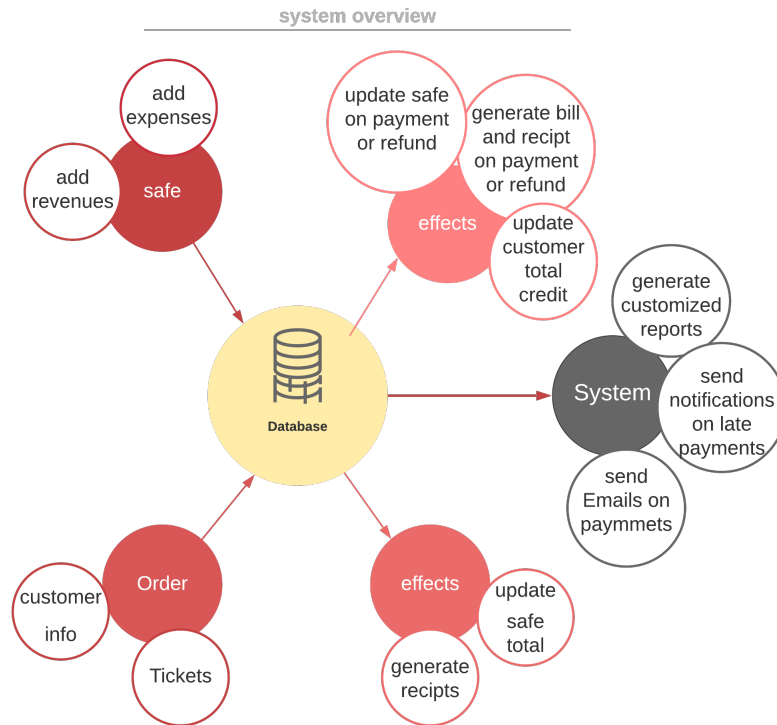 system overview
add
expenses
add
revenues
safe
update safe
on payment
or refund
generate bill
and recipt
on payment
or refund
effects
update
customer
total
credit
generate
customized
reports
System
send
notifications
on late
payments
send
Emails on
paymmets
Database
Order
customer
info
Tickets
effects
update
safe
total
generate
recipts